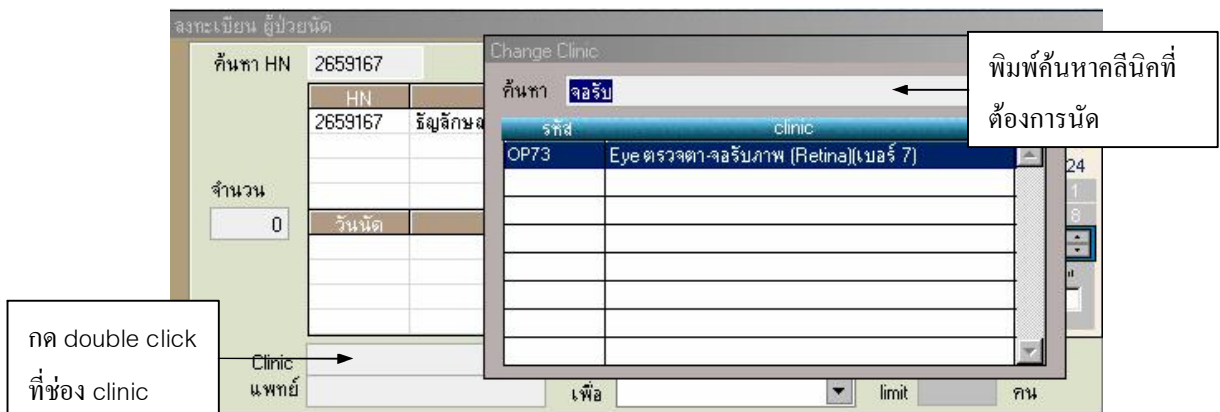 ลงทะเบียน ผู้ป่วยนัด
ค้นหา HN 2659167
HN
2659167 ธัญลักษณ
จำนวน
0
วันนัด
Change Clinic
ค้นหา จอรับ
รหัส clinic
OP73 Eye ตรวจตา-จอรับภาพ (Retina)(เบอร์ 7)
พิมพ์ค้นหาคลีนิคที่
ต้องการนัด
24
1
8
กด double click
ที่ช่อง clinic
Clinic
แพทย์
เพื่อ limit คน